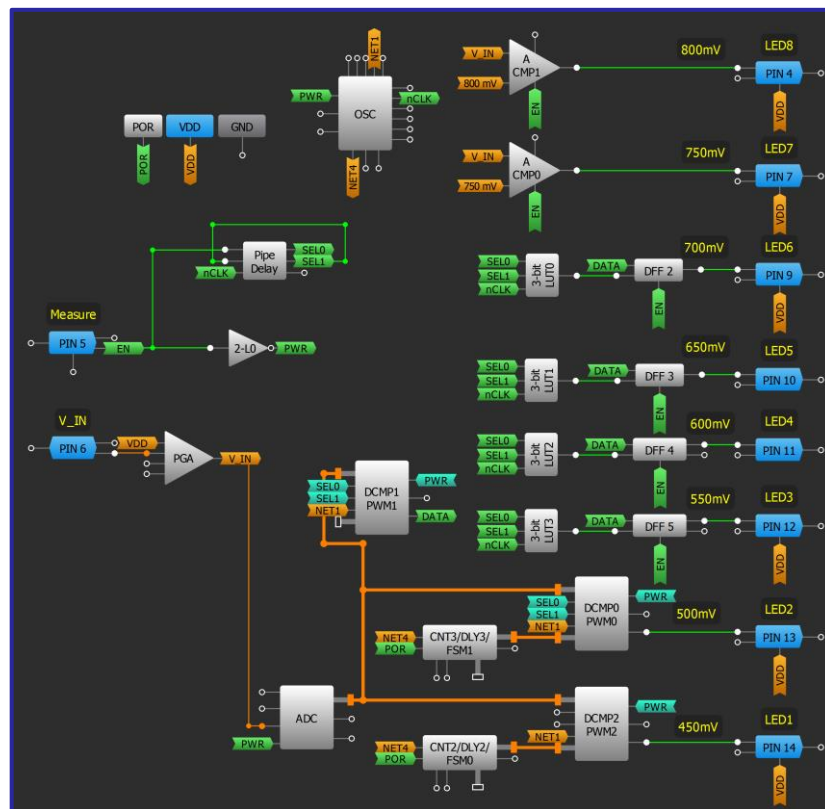 NET1
PWR
OSC
nCLK
NET4
POR
VDD
GND
POR
VDD
V_IN
800 mV
A
CMP1
EN
800mV
LED8
PIN 4
VDD
V_IN
750 mV
A
CMP0
EN
750mV
LED7
PIN 7
VDD
SEL0
SEL1
nCLK
3-bit
LUT0
DATA
DFF 2
EN
700mV
LED6
PIN 9
VDD
Pipe
Delay
SEL0
SEL1
nCLK
Measure
PIN 5
EN
2-L0
PWR
SEL0
SEL1
nCLK
3-bit
LUT1
DATA
DFF 3
EN
650mV
LED5
PIN 10
V_IN
PIN 6
VDD
PGA
V_IN
SEL0
SEL1
nCLK
3-bit
LUT2
DATA
DFF 4
EN
600mV
LED4
PIN 11
SEL0
SEL1
NET1
DCMP1
PWM1
PWR
DATA
SEL0
SEL1
nCLK
3-bit
LUT3
DATA
DFF 5
EN
550mV
LED3
PIN 12
VDD
SEL0
SEL1
NET1
DCMP0
PWM0
PWR
500mV
LED2
PIN 13
VDD
NET4
POR
CNT3/DLY3/
FSM1
ADC
PWR
NET1
DCMP2
PWM2
PWR
450mV
LED1
PIN 14
VDD
NET4
POR
CNT2/DLY2/
FSM0